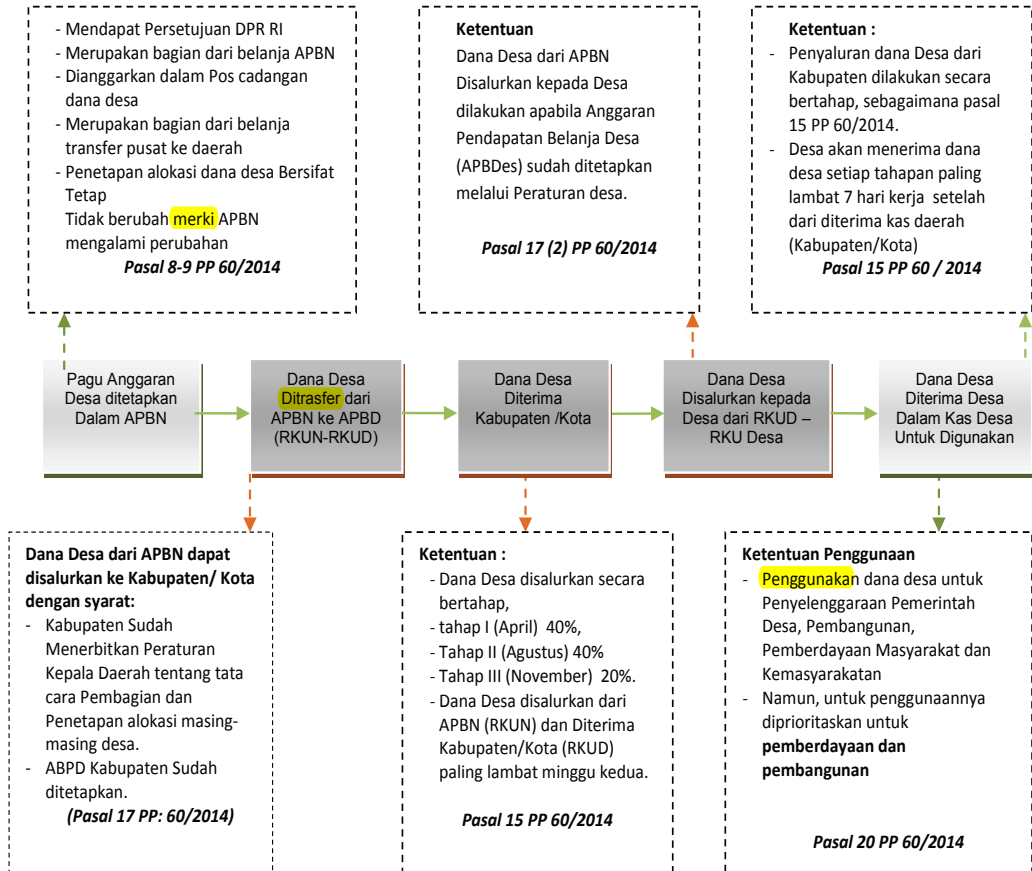 - Mendapat Persetujuan DPR RI
- Merupakan bagian dari belanja APBN
- Dianggarkan dalam Pos cadangan
dana desa
- Merupakan bagian dari belanja
transfer pusat ke daerah
- Penetapan alokasi dana desa Bersifat
Tetap
Tidak berubah merki APBN
mengalami perubahan
Pasal 8-9 PP 60/2014
Ketentuan
Dana Desa dari APBN
Disalurkan kepada Desa
dilakukan apabila Anggaran
Pendapatan Belanja Desa
(APBDes) sudah ditetapkan
melalui Peraturan desa.
Pasal 17 (2) PP 60/2014
Ketentuan :
- Penyaluran dana Desa dari
Kabupaten dilakukan secara
bertahap, sebagaimana pasal
15 PP 60/2014.
- Desa akan menerima dana
desa setiap tahapan paling
lambat 7 hari kerja setelah
dari diterima kas daerah
(Kabupaten/Kota)
Pasal 15 PP 60 / 2014
Pagu Anggaran
Desa ditetapkan
Dalam APBN
Dana Desa
Ditrasfer dari
APBN ke APBD
(RKUN-RKUD)
Dana Desa
Diterima
Kabupaten /Kota
Dana Desa
Disalurkan kepada
Desa dari RKUD –
RKU Desa
Dana Desa
Diterima Desa
Dalam Kas Desa
Untuk Digunakan
Dana Desa dari APBN dapat
disalurkan ke Kabupaten/ Kota
dengan syarat:
- Kabupaten Sudah
Menerbitkan Peraturan
Kepala Daerah tentang tata
cara Pembagian dan
Penetapan alokasi masing-
masing desa.
- ABPD Kabupaten Sudah
ditetapkan.
(Pasal 17 PP: 60/2014)
Ketentuan :
- Dana Desa disalurkan secara
bertahap,
- tahap I (April) 40%,
- Tahap II (Agustus) 40%
- Tahap III (November) 20%.
- Dana Desa disalurkan dari
APBN (RKUN) dan Diterima
Kabupaten/Kota (RKUD)
paling lambat minggu kedua.
Pasal 15 PP 60/2014
Ketentuan Penggunaan
- Penggunakan dana desa untuk
Penyelenggaraan Pemerintah
Desa, Pembangunan,
Pemberdayaan Masyarakat dan
Kemasyarakatan
- Namun, untuk penggunaannya
diprioritaskan untuk
pemberdayaan dan
pembangunan
Pasal 20 PP 60/2014